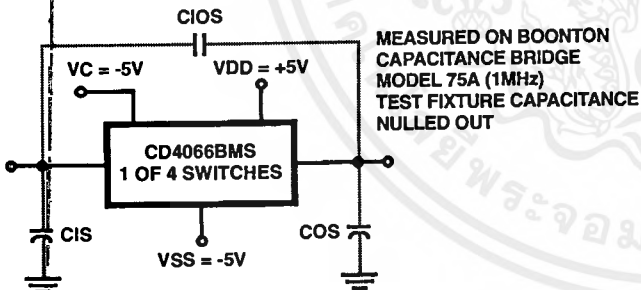 CIOS
MEASURED ON BOONTON
CAPACITANCE BRIDGE
MODEL 75A (1MHz)
TEST FIXTURE CAPACITANCE
NULLED OUT
VC = -5V
VDD = +5V
CD4066BMS
1 OF 4 SWITCHES
CIS
COS
VSS = -5V